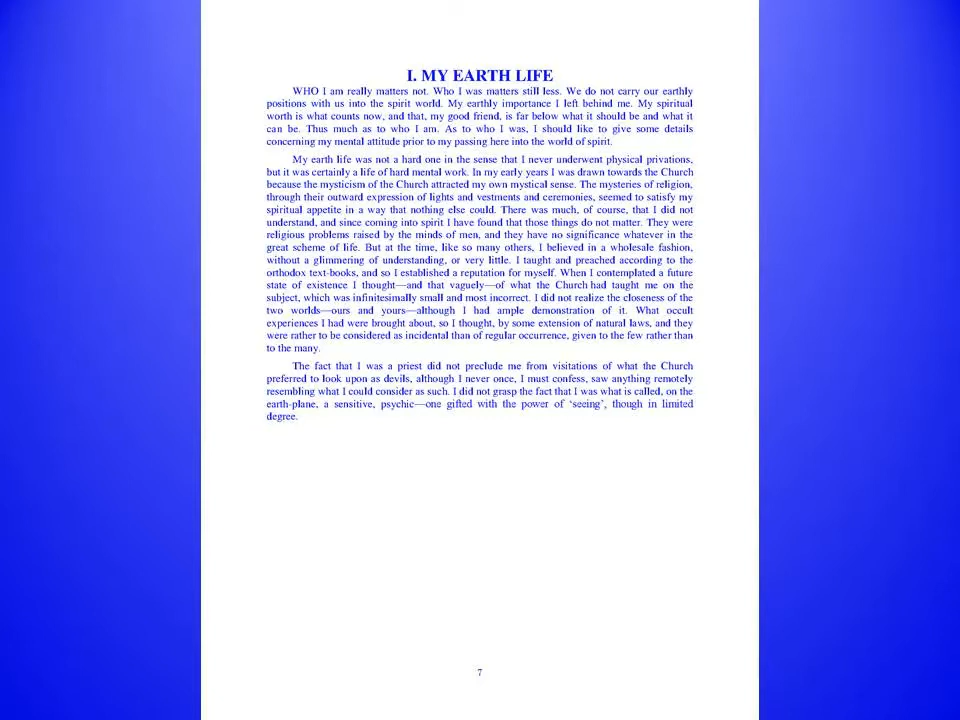 I. MY EARTH LIFE
WHO I am really matters not. Who I was matters still less. We do not carry our earthly
positions with us into the spirit world. My earthly importance I left behind me. My spiritual
worth is what counts now, and that, my good friend, is far below what it should be and what it
can be. Thus much as to who I am. As to who I was, I should like to give some details
concerning my mental attitude prior to my passing here into the world of spirit.
My earth life was not a hard one in the sense that I never underwent physical privations,
but it was certainly a life of hard mental work. In my early years I was drawn towards the Church
because the mysticism of the Church attracted my own mystical sense. The mysteries of religion,
through their outward expression of lights and vestments and ceremonies, seemed to satisfy my
spiritual appetite in a way that nothing else could. There was much, of course, that I did not
understand, and since coming into spirit I have found that those things do not matter. They were
religious problems raised by the minds of men, and they have no significance whatever in the
great scheme of life. But at the time, like so many others, I believed in a wholesale fashion,
without a glimmering of understanding, or very little. I taught and preached according to the
orthodox text-books, and so I established a reputation for myself. When I contemplated a future
state of existence I thought—and that vaguely—of what the Church had taught me on the
subject, which was infinitesimally small and most incorrect. I did not realize the closeness of the
two worlds—ours and yours—although I had ample demonstration of it. What occult
experiences I had were brought about, so I thought, by some extension of natural laws, and they
were rather to be considered as incidental than of regular occurrence, given to the few rather than
to the many.
The fact that I was a priest did not preclude me from visitations of what the Church
preferred to look upon as devils, although I never once, I must confess, saw anything remotely
resembling what I could consider as such. I did not grasp the fact that I was what is called, on the
earth-plane, a sensitive, psychic—one gifted with the power of ‘seeing’, though in limited
degree.
7